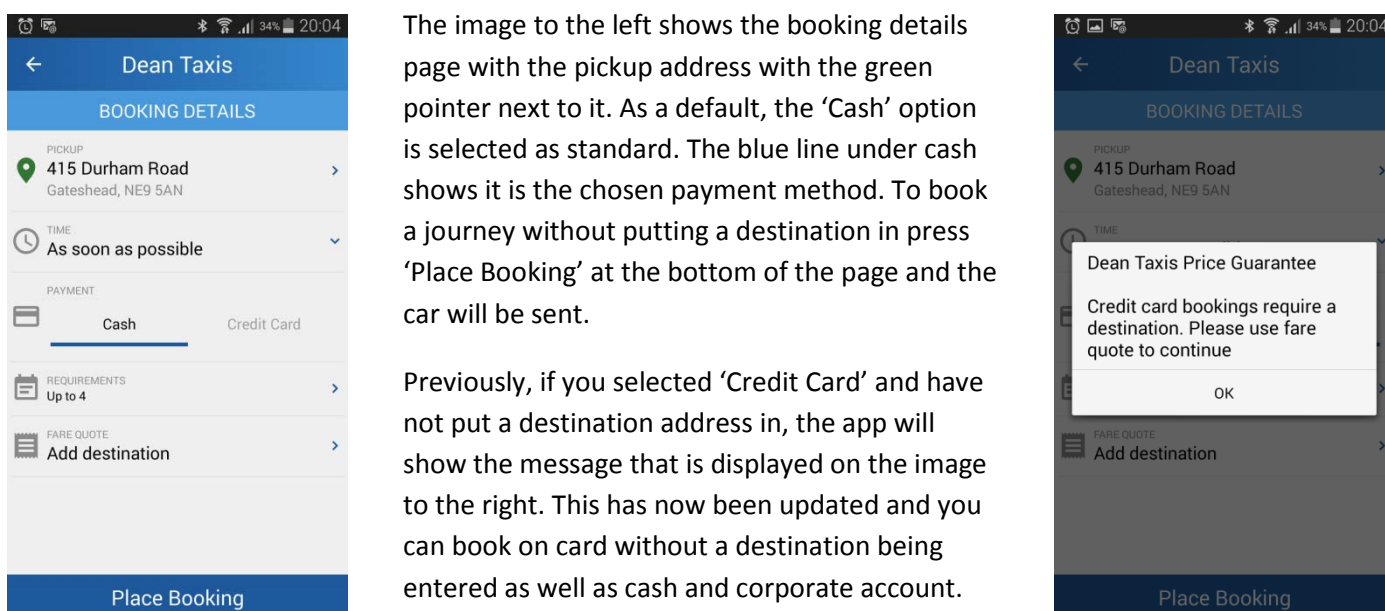 34% 20:04
Dean Taxis
BOOKING DETAILS
PICKUP
415 Durham Road
Gateshead, NE9 5AN
TIME
As soon as possible
PAYMENT
Cash Credit Card
REQUIREMENTS
Up to 4
FARE QUOTE
Add destination
Place Booking
The image to the left shows the booking details
page with the pickup address with the green
pointer next to it. As a default, the ‘Cash’ option
is selected as standard. The blue line under cash
shows it is the chosen payment method. To book
a journey without putting a destination in press
‘Place Booking’ at the bottom of the page and the
car will be sent.
Previously, if you selected ‘Credit Card’ and have
not put a destination address in, the app will
show the message that is displayed on the image
to the right. This has now been updated and you
can book on card without a destination being
entered as well as cash and corporate account.
34% 20:04
Dean Taxis
BOOKING DETAILS
PICKUP
415 Durham Road
Gateshead, NE9 5AN
TIME
Dean Taxis Price Guarantee
Credit card bookings require a
destination. Please use fare
quote to continue
OK
FARE QUOTE
Add destination
Place Booking